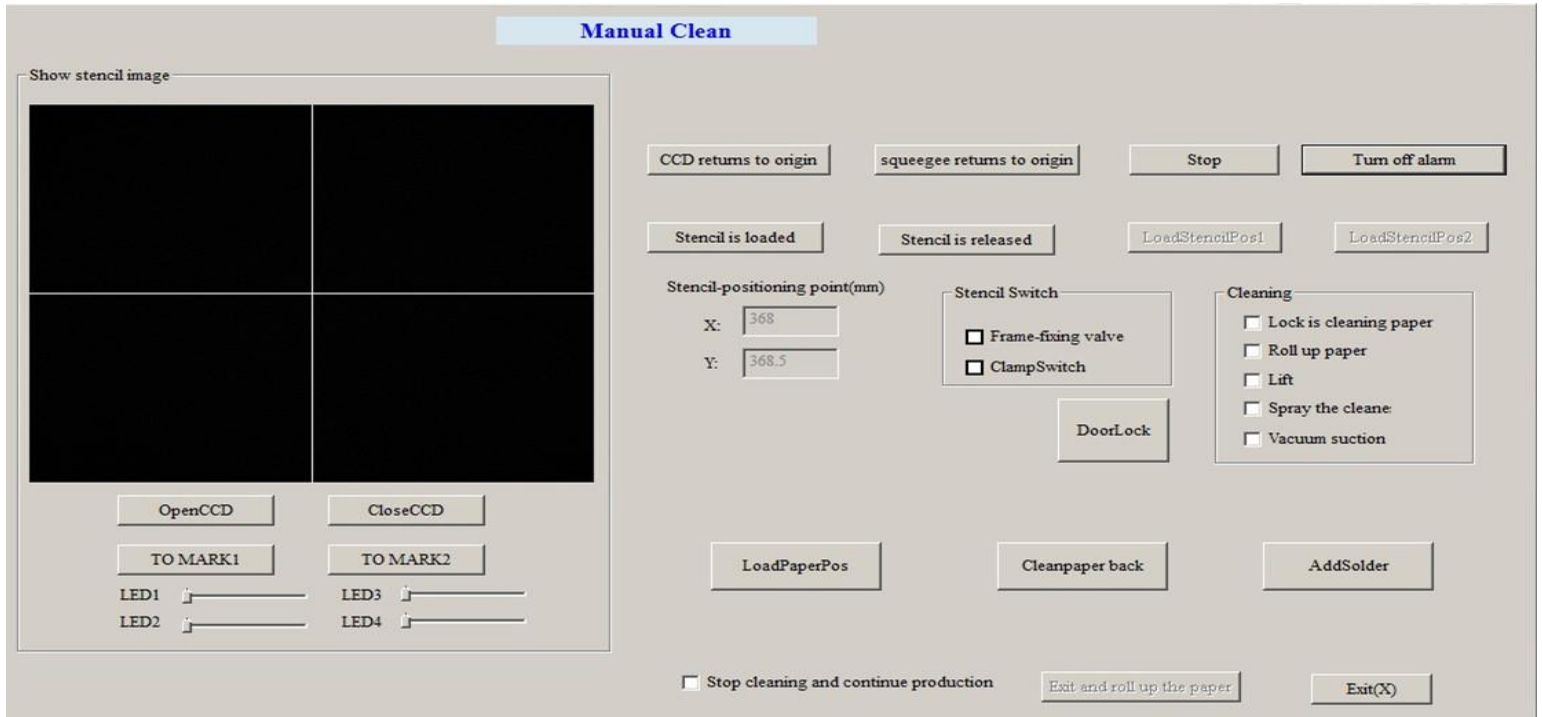 Manual Clean
Show stencil image
CCD returns to origin
squeegee returns to origin
Stop
Turn off alarm
Stencil is loaded
Stencil is released
LoadStencilPos1
LoadStencilPos2
Stencil-positioning point(mm)
X: 368
Y: 368.5
Stencil Switch
Frame-fixing valve
ClampSwitch
DoorLock
Cleaning
Lock is cleaning paper
Roll up paper
Lift
Spray the cleane
Vacuum suction
OpenCCD
CloseCCD
TO MARK1
TO MARK2
LED1
LED3
LED2
LED4
LoadPaperPos
Cleanpaper back
AddSolder
Stop cleaning and continue production
Exit and roll up the paper
Exit(X)